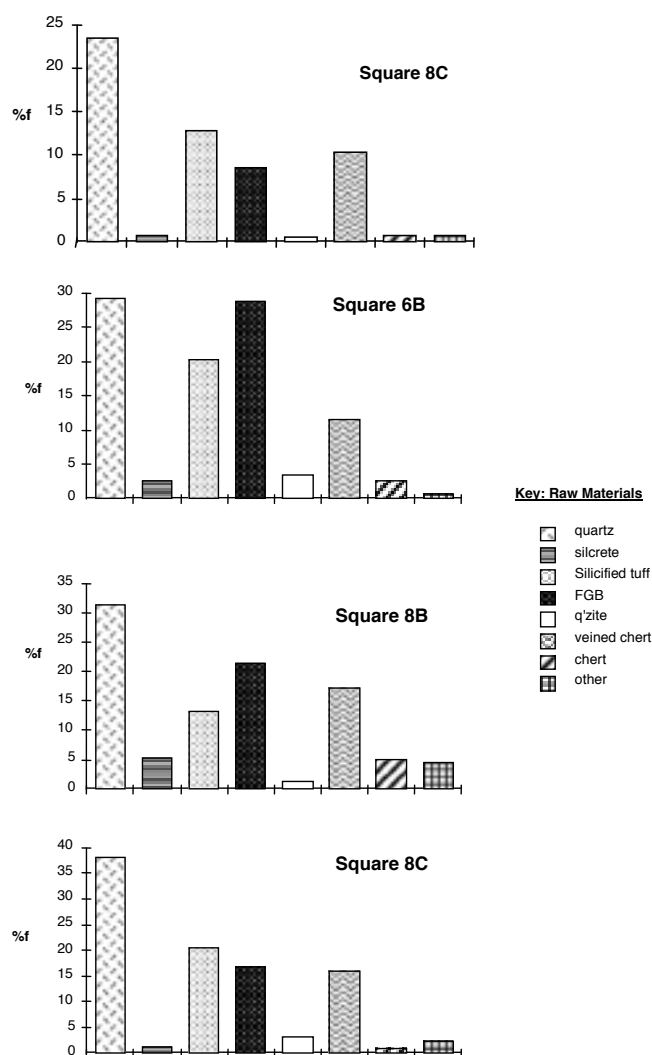 25
20
15
10
5
0
%f
Square 8C
30
25
20
15
10
5
0
%f
Square 6B
Key: Raw Materials
quartz
silcrete
Silicified tuff
FGB
q'zite
veined chert
chert
other
35
30
25
20
15
10
5
0
%f
Square 8B
40
35
30
25
20
15
10
5
0
%f
Square 8C